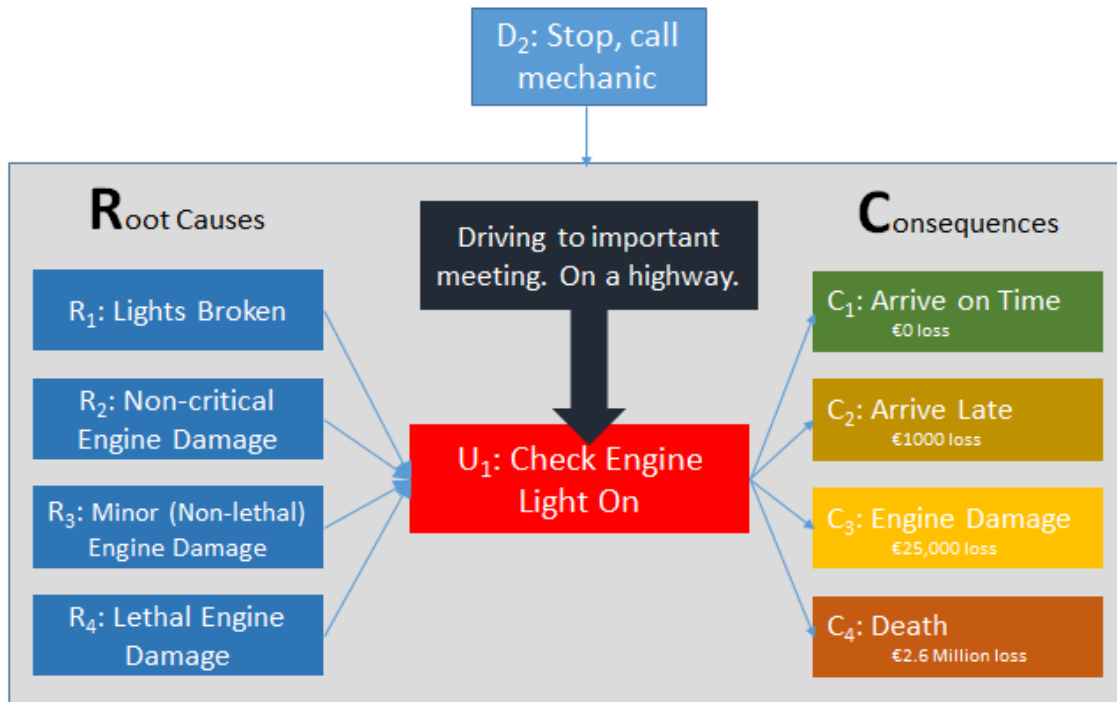 D₂: Stop, call
mechanic
Root Causes
R₁: Lights Broken
R₂: Non-critical
Engine Damage
R₃: Minor (Non-lethal)
Engine Damage
R₄: Lethal Engine
Damage
Driving to important
meeting. On a highway.
U₁: Check Engine
Light On
Consequences
C₁: Arrive on Time
€0 loss
C₂: Arrive Late
€1000 loss
C₃: Engine Damage
€25,000 loss
C₄: Death
€2.6 Million loss